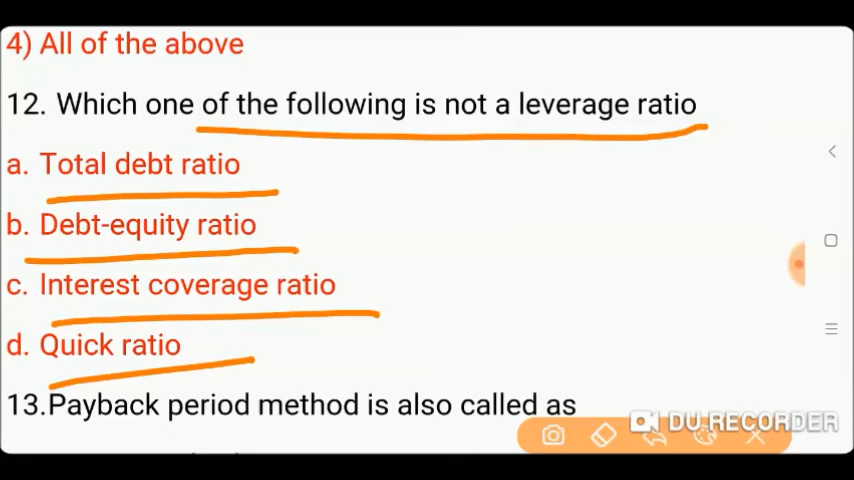 4) All of the above
12. Which one of the following is not a leverage ratio
a. Total debt ratio
b. Debt-equity ratio
c. Interest coverage ratio
d. Quick ratio
13.Payback period method is also called as
DU RECORDER